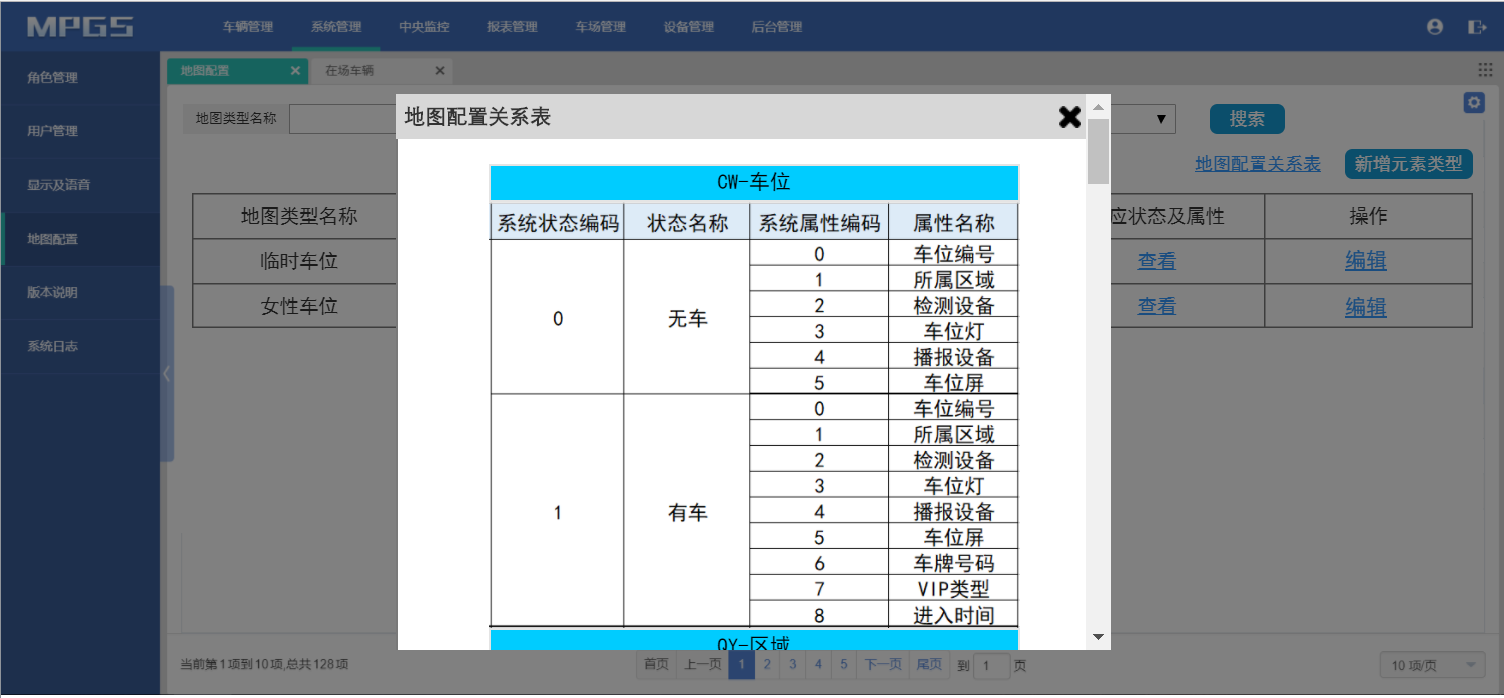 MPGS 车辆管理 系统管理 中央监控 报表管理 车场管理 设备管理 后台管理
角色管理
用户管理
显示及语音
地图配置
版本说明
系统日志
地图配置 × 在场车辆 ×
地图类型名称 ▼ 搜索
地图配置关系表 新增元素类型
地图类型名称 应状态及属性 操作
临时车位 查看 编辑
女性车位 查看 编辑
地图配置关系表
CW-车位
系统状态编码 状态名称 系统属性编码 属性名称
0 无车
0 车位编号
1 所属区域
2 检测设备
3 车位灯
4 播报设备
5 车位屏
1 有车
0 车位编号
1 所属区域
2 检测设备
3 车位灯
4 播报设备
5 车位屏
6 车牌号码
7 VIP类型
8 进入时间
QY-区域
当前第1项到10项,总共128项 首页 上一页 1 2 3 4 5 下一页 尾页 到 1 页 10 项/页